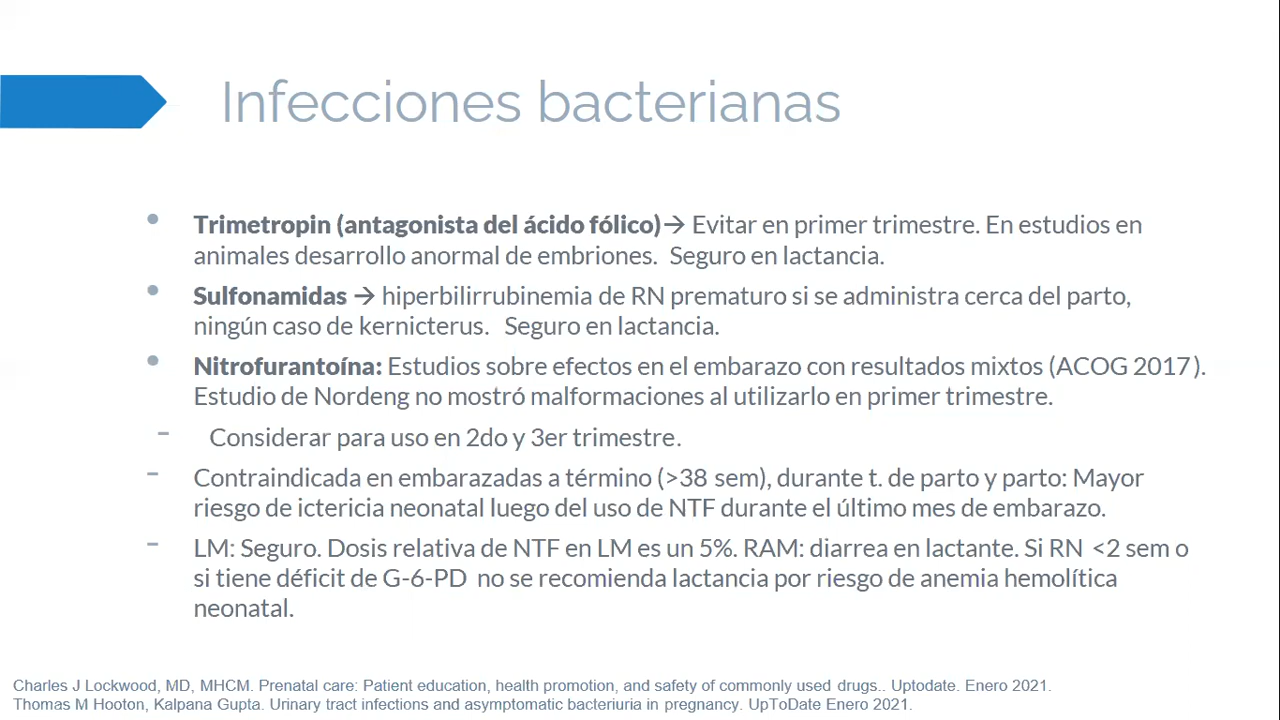 Infecciones bacterianas
• Trimetropin (antagonista del ácido fólico)→ Evitar en primer trimestre. En estudios en
animales desarrollo anormal de embriones. Seguro en lactancia.
• Sulfonamidas → hiperbilirrubinemia de RN prematuro si se administra cerca del parto,
ningún caso de kernicterus. Seguro en lactancia.
• Nitrofurantoína: Estudios sobre efectos en el embarazo con resultados mixtos (ACOG 2017).
Estudio de Nordeng no mostró malformaciones al utilizarlo en primer trimestre.
– Considerar para uso en 2do y 3er trimestre.
– Contraindicada en embarazadas a término (>38 sem), durante t. de parto y parto: Mayor
riesgo de ictericia neonatal luego del uso de NTF durante el último mes de embarazo.
– LM: Seguro. Dosis relativa de NTF en LM es un 5%. RAM: diarrea en lactante. Si RN <2 sem o
si tiene déficit de G-6-PD no se recomienda lactancia por riesgo de anemia hemolítica
neonatal.
Charles J Lockwood, MD, MHCM. Prenatal care: Patient education, health promotion, and safety of commonly used drugs.. Uptodate. Enero 2021.
Thomas M Hooton, Kalpana Gupta. Urinary tract infections and asymptomatic bacteriuria in pregnancy. UpToDate Enero 2021.